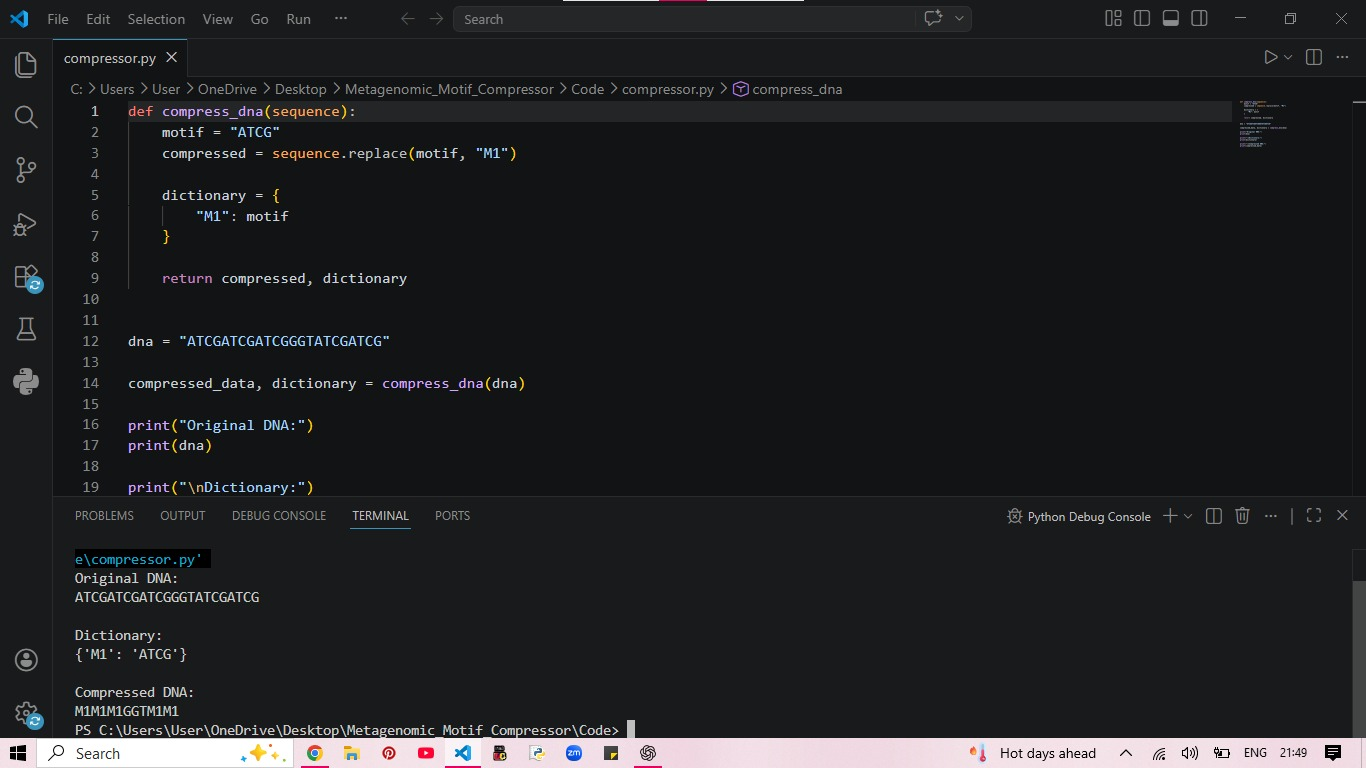 File Edit Selection View Go Run ···
Search
compressor.py
C: > Users > User > OneDrive > Desktop > Metagenomic_Motif_Compressor > Code > compressor.py > compress_dna
1 def compress_dna(sequence):
2 motif = "ATCG"
3 compressed = sequence.replace(motif, "M1")
4
5 dictionary = {
6 "M1": motif
7 }
8
9 return compressed, dictionary
10
11
12 dna = "ATCGATCGATCGGGTATCGATCG"
13
14 compressed_data, dictionary = compress_dna(dna)
15
16 print("Original DNA:")
17 print(dna)
18
19 print("\nDictionary:")
PROBLEMS OUTPUT DEBUG CONSOLE TERMINAL PORTS
Python Debug Console
e\compressor.py'
Original DNA:
ATCGATCGATCGGGTATCGATCG
Dictionary:
{'M1': 'ATCG'}
Compressed DNA:
M1M1M1GGTM1M1
PS C:\Users\User\OneDrive\Desktop\Metagenomic_Motif_Compressor\Code>
Search
zm
Hot days ahead
ENG
21:49